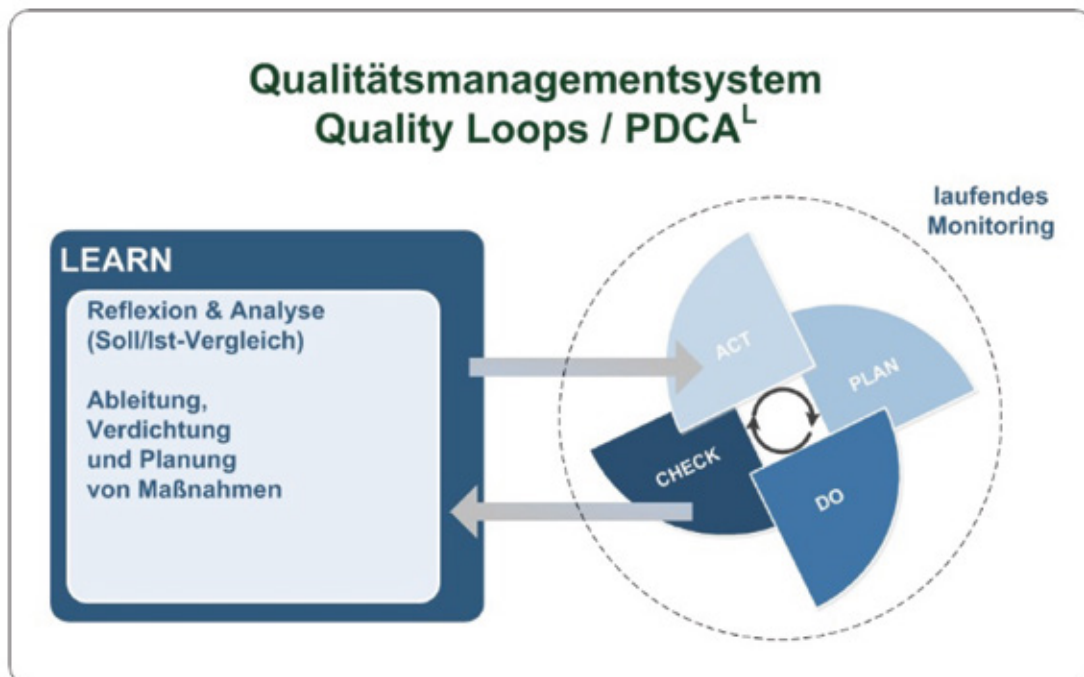 Qualitätsmanagementsystem
Quality Loops / PDCA^L
laufendes
Monitoring
LEARN
Reflexion & Analyse
(Soll/Ist-Vergleich)
Ableitung,
Verdichtung
und Planung
von Maßnahmen
ACT
PLAN
CHECK
DO